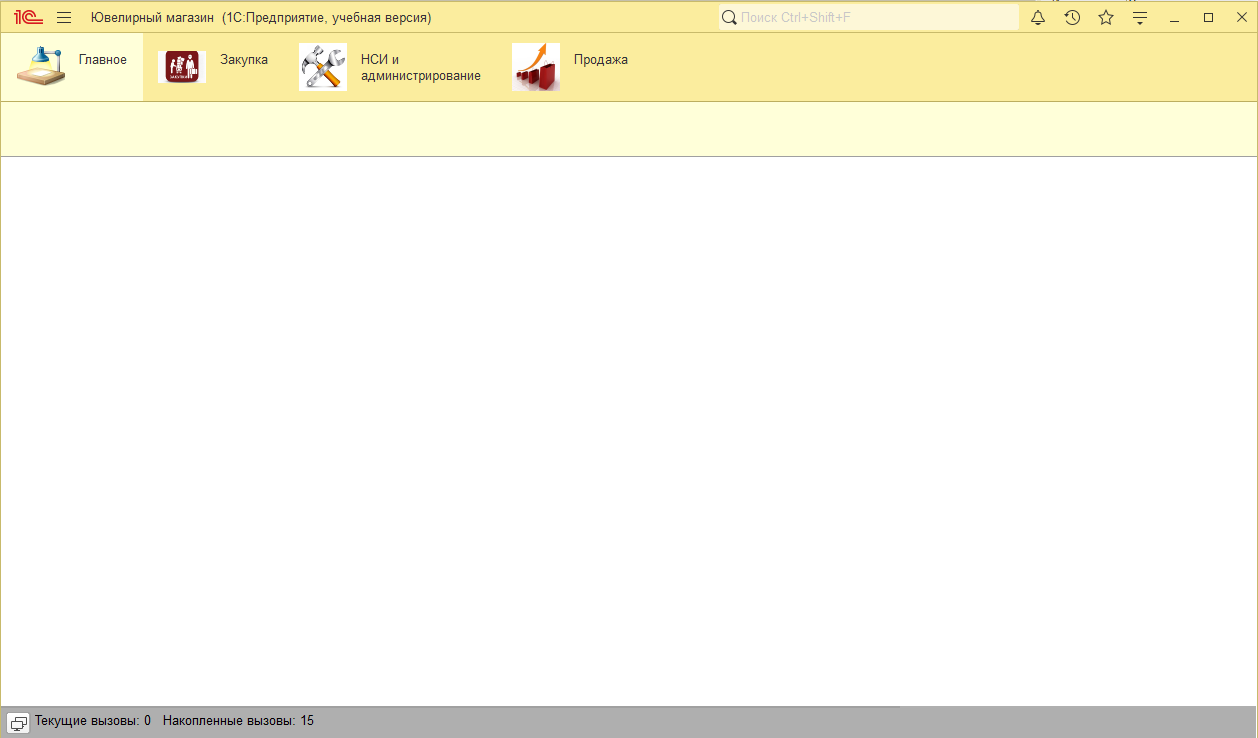 1С Ювелирный магазин (1С:Предприятие, учебная версия)
Поиск Ctrl+Shift+F
Главное
ЗАКУПКИ
Закупка
НСИ и
администрирование
Продажа
Текущие вызовы: 0 Накопленные вызовы: 15